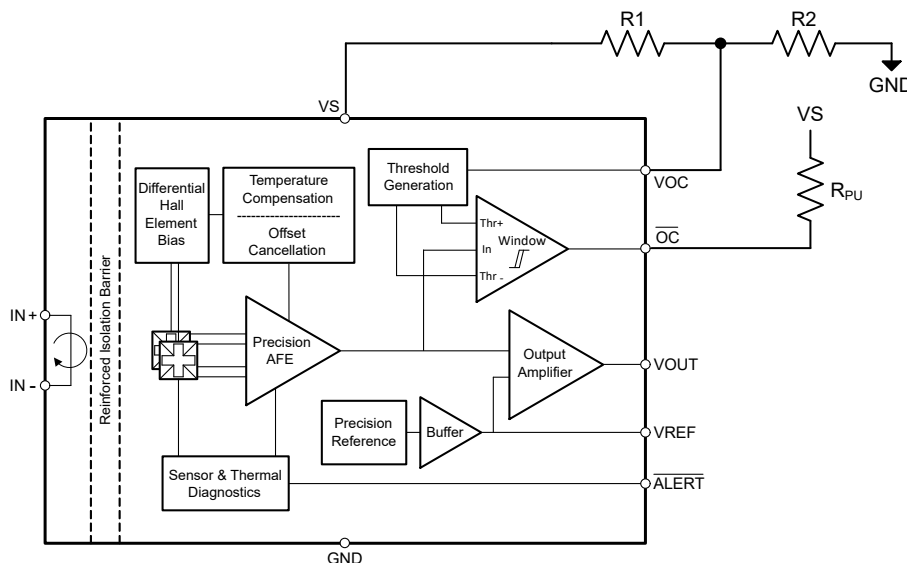 R1
R2
GND
VS
VS
R_PU
Threshold
Generation
VOC
Differential
Hall
Element
Bias
Temperature
Compensation
Offset
Cancellation
Thr+
In
Window
Thr -
OC
IN+
IN -
Reinforced Isolation Barrier
Precision
AFE
Output
Amplifier
VOUT
Precision
Reference
Buffer
VREF
Sensor & Thermal
Diagnostics
ALERT
GND